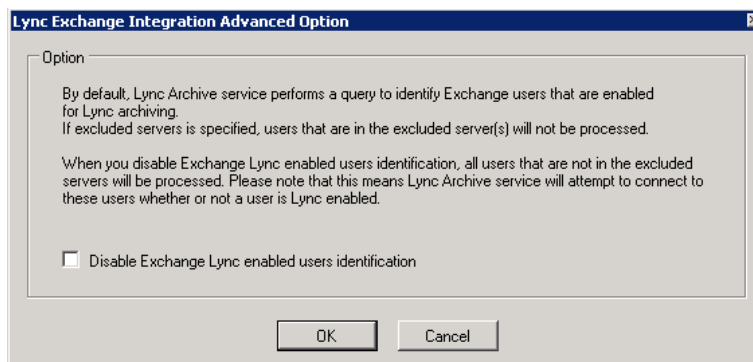 Lync Exchange Integration Advanced Option
Option
By default, Lync Archive service performs a query to identify Exchange users that are enabled
for Lync archiving.
If excluded servers is specified, users that are in the excluded server(s) will not be processed.
When you disable Exchange Lync enabled users identification, all users that are not in the excluded
servers will be processed. Please note that this means Lync Archive service will attempt to connect to
these users whether or not a user is Lync enabled.
Disable Exchange Lync enabled users identification
OK
Cancel